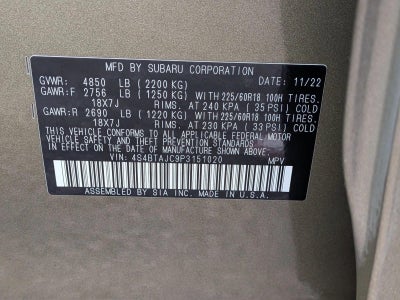 MFD BY SUBARU CORPORATION DATE: 11/22
GVWR: 4850 LB (2200 KG)
GAWR:F 2756 LB (1250 KG) WITH 225/60R18 100H TIRES.
18X7J RIMS. AT 240 KPA (35 PSI) COLD
GAWR:R 2690 LB (1220 KG) WITH 225/60R18 100H TIRES.
18X7J RIMS. AT 230 KPA (33 PSI) COLD
THIS VEHICLE CONFORMS TO ALL APPLICABLE FEDERAL MOTOR
VEHICLE SAFETY STANDARDS IN EFFECT ON THE DATE OF
MANUFACTURE SHOWN ABOVE.
VIN: 4S4BTAJC9P3151020 MPV
ASSEMBLED BY SIA INC. MADE IN U.S.A.